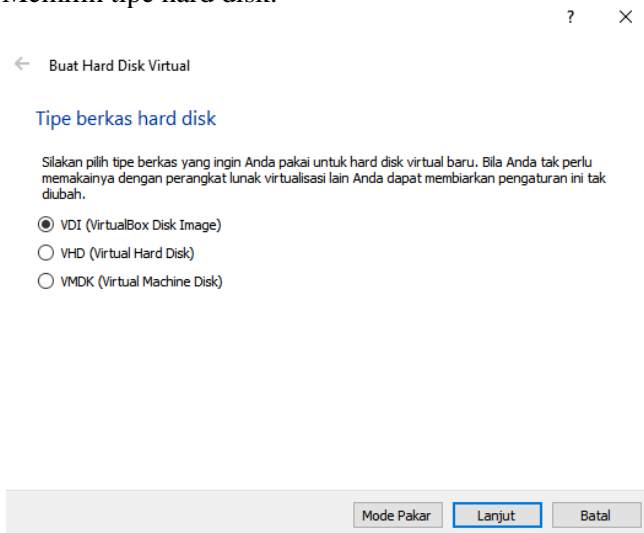 Memilih tipe hard disk.
?
×
← Buat Hard Disk Virtual
Tipe berkas hard disk
Silakan pilih tipe berkas yang ingin Anda pakai untuk hard disk virtual baru. Bila Anda tak perlu
memakainya dengan perangkat lunak virtualisasi lain Anda dapat membiarkan pengaturan ini tak
diubah.
VDI (VirtualBox Disk Image)
VHD (Virtual Hard Disk)
VMDK (Virtual Machine Disk)
Mode Pakar Lanjut Batal